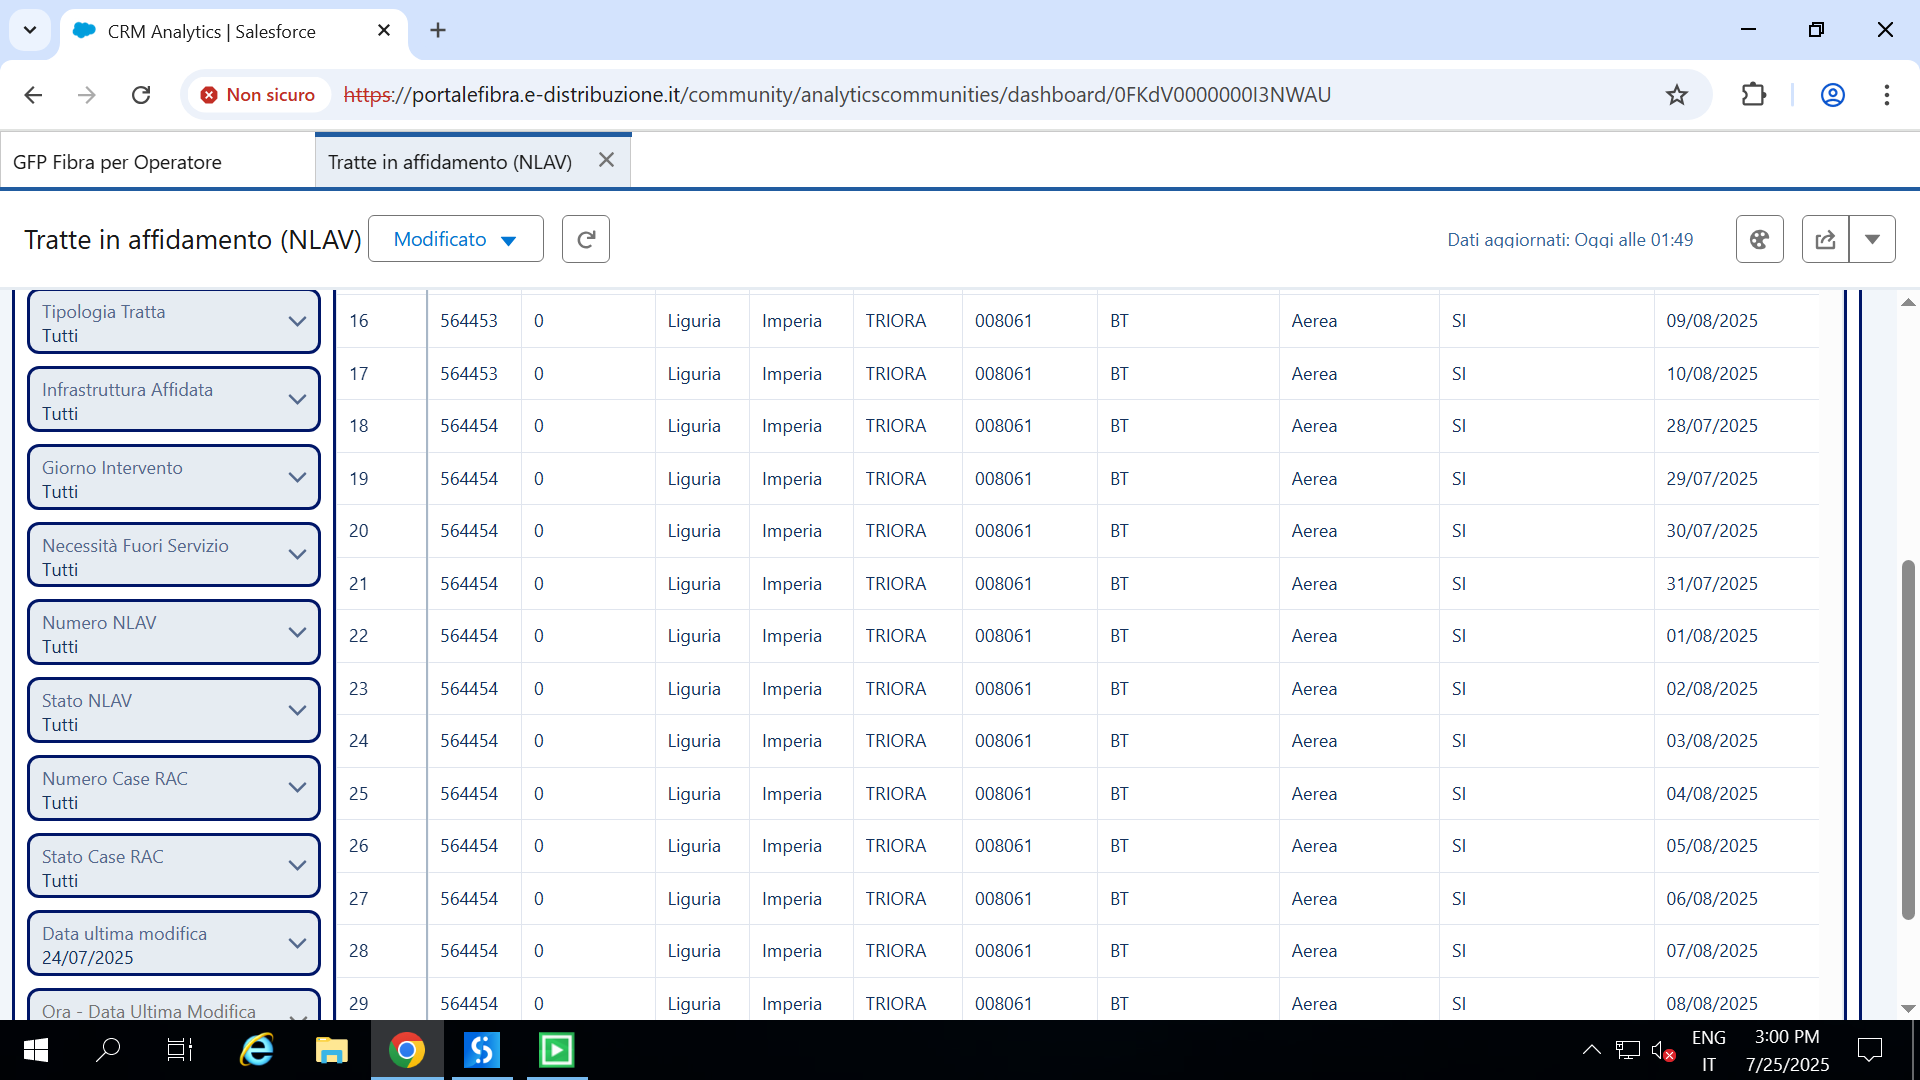 CRM Analytics | Salesforce
Non sicuro
https://portalefibra.e-distribuzione.it/community/analyticscommunities/dashboard/0FKdV0000000I3NWAU
GFP Fibra per Operatore
Tratte in affidamento (NLAV)
Tratte in affidamento (NLAV)
Modificato
Dati aggiornati: Oggi alle 01:49
Tipologia Tratta
Tutti
Infrastruttura Affidata
Tutti
Giorno Intervento
Tutti
Necessità Fuori Servizio
Tutti
Numero NLAV
Tutti
Stato NLAV
Tutti
Numero Case RAC
Tutti
Stato Case RAC
Tutti
Data ultima modifica
24/07/2025
Ora - Data Ultima Modifica
16 564453 0 Liguria Imperia TRIORA 008061 BT Aerea SI 09/08/2025
17 564453 0 Liguria Imperia TRIORA 008061 BT Aerea SI 10/08/2025
18 564454 0 Liguria Imperia TRIORA 008061 BT Aerea SI 28/07/2025
19 564454 0 Liguria Imperia TRIORA 008061 BT Aerea SI 29/07/2025
20 564454 0 Liguria Imperia TRIORA 008061 BT Aerea SI 30/07/2025
21 564454 0 Liguria Imperia TRIORA 008061 BT Aerea SI 31/07/2025
22 564454 0 Liguria Imperia TRIORA 008061 BT Aerea SI 01/08/2025
23 564454 0 Liguria Imperia TRIORA 008061 BT Aerea SI 02/08/2025
24 564454 0 Liguria Imperia TRIORA 008061 BT Aerea SI 03/08/2025
25 564454 0 Liguria Imperia TRIORA 008061 BT Aerea SI 04/08/2025
26 564454 0 Liguria Imperia TRIORA 008061 BT Aerea SI 05/08/2025
27 564454 0 Liguria Imperia TRIORA 008061 BT Aerea SI 06/08/2025
28 564454 0 Liguria Imperia TRIORA 008061 BT Aerea SI 07/08/2025
29 564454 0 Liguria Imperia TRIORA 008061 BT Aerea SI 08/08/2025
ENG
IT
3:00 PM
7/25/2025